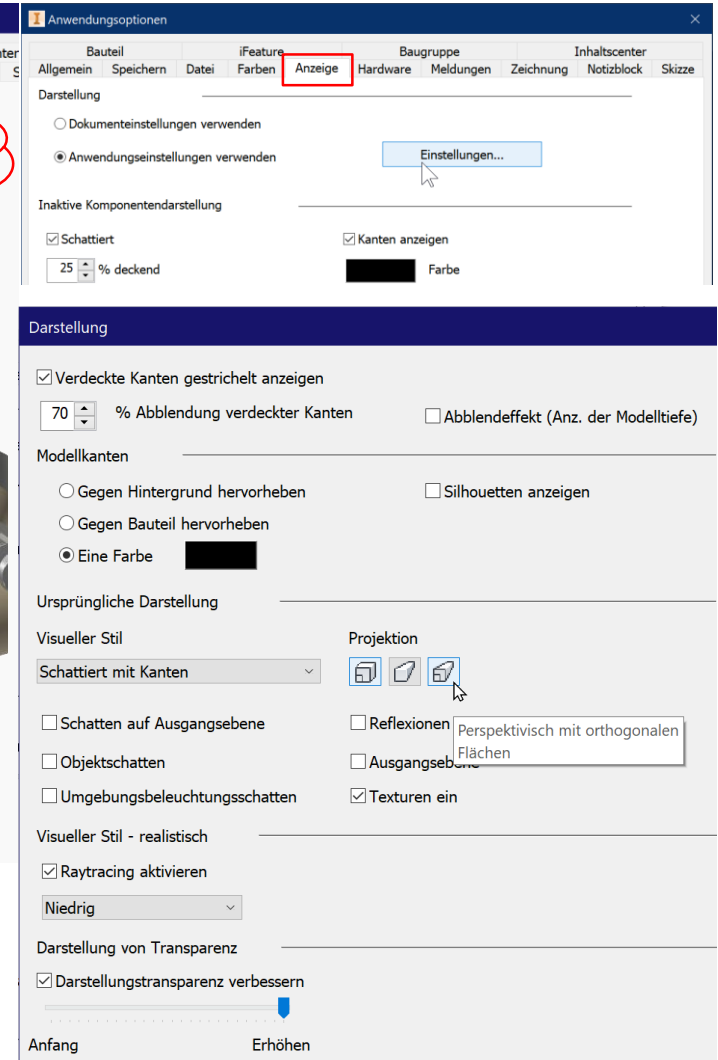 Anwendungsoptionen
Bauteil iFeature Baugruppe Inhaltscenter
Allgemein Speichern Datei Farben Anzeige Hardware Meldungen Zeichnung Notizblock Skizze
Darstellung
Dokumenteinstellungen verwenden
Anwendungseinstellungen verwenden Einstellungen...
Inaktive Komponentendarstellung
Schattiert Kanten anzeigen
25 % deckend Farbe
Darstellung
Verdeckte Kanten gestrichelt anzeigen
70 % Abblendung verdeckter Kanten Abblendeffekt (Anz. der Modelltiefe)
Modellkanten
Gegen Hintergrund hervorheben Silhouetten anzeigen
Gegen Bauteil hervorheben
Eine Farbe
Ursprüngliche Darstellung
Visueller Stil Projektion
Schattiert mit Kanten
Schatten auf Ausgangsebene Reflexionen
Perspektivisch mit orthogonalen
Flächen
Objektschatten Ausgangsebene
Umgebungsbeleuchtungsschatten Texturen ein
Visueller Stil - realistisch
Raytracing aktivieren
Niedrig
Darstellung von Transparenz
Darstellungstransparenz verbessern
Anfang Erhöhen